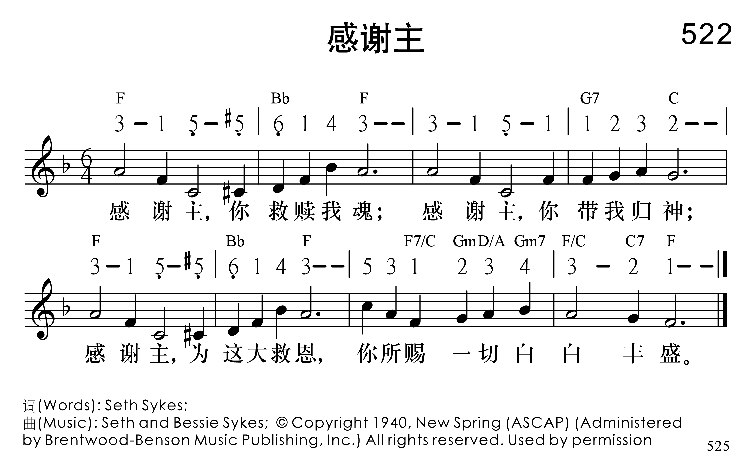 感谢主
522
F Bb F G7 C
3 - 1 5 - #5 | 6 1 4 3 - - | 3 - 1 5 - 1 | 1 2 3 2 - - |
6/4
感 谢 主, 你 救赎我魂; 感 谢 主, 你 带我归神;
F Bb F F7/C Gm D/A Gm7 F/C C7 F
3 - 1 5 - #5 | 6 1 4 3 - - | 5 3 1 2 3 4 | 3 - 2 1 - - ||
感 谢 主, 为 这大救恩, 你所赐 一切白 白 丰 盛。
词(Words): Seth Sykes;
曲(Music): Seth and Bessie Sykes; © Copyright 1940, New Spring (ASCAP) (Administered
by Brentwood-Benson Music Publishing, Inc.) All rights reserved. Used by permission
525